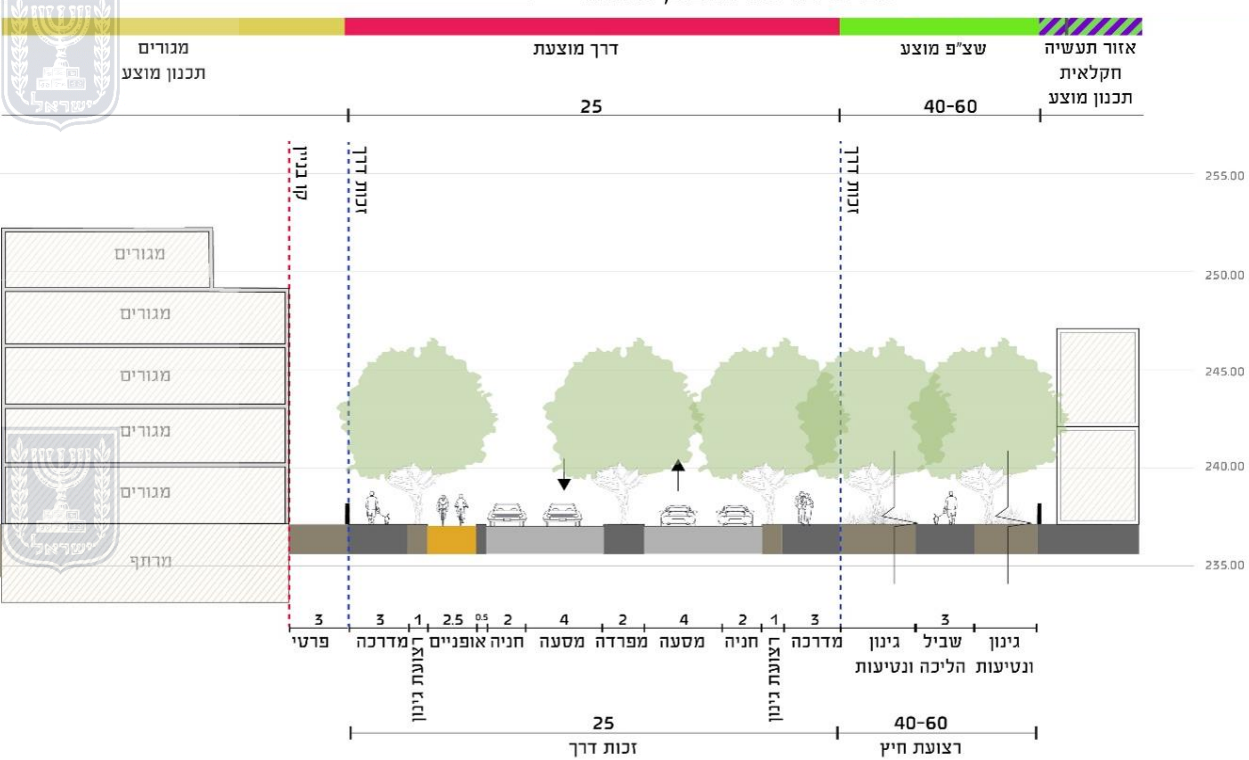 אזור תעשיה
חקלאית
תכנון מוצע
שצ"פ מוצע
דרך מוצעת
מגורים
תכנון מוצע
40-60
25
קו בניין
זכות דרך
זכות דרך
255.00
250.00
245.00
240.00
235.00
מגורים
מגורים
מגורים
מגורים
מגורים
מרתף
ישראל
ישראל
3 3 1 2.5 0.5 2 4 2 4 2 1 3 3
גינון
ונטיעות
שביל
הליכה
גינון
ונטיעות
מדרכה
רצועת גינון
חניה
מסעה
מפרדה
מסעה
חניה
אופניים
רצועת גינון
מדרכה
פרטי
40-60
רצועת חיץ
25
זכות דרך